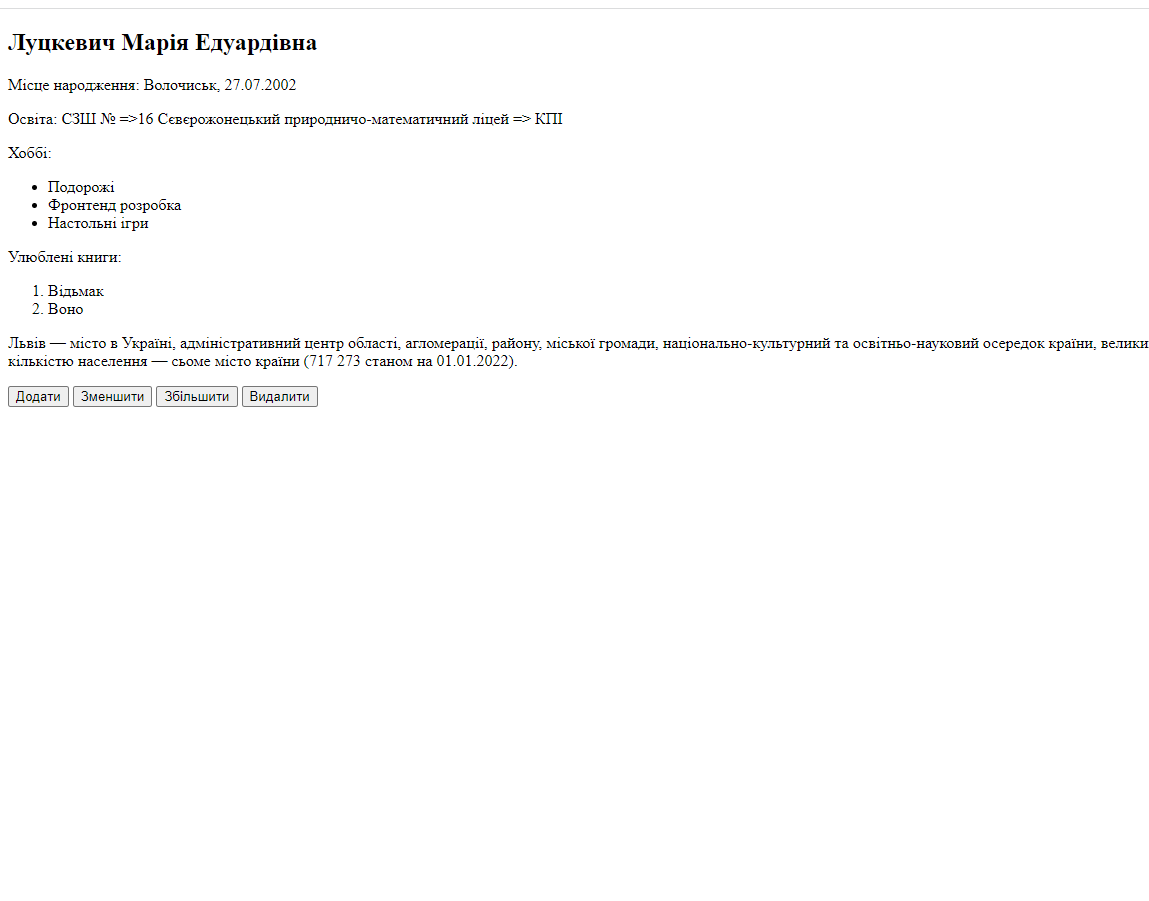 Луцкевич Марія Едуардівна
Місце народження: Волочиськ, 27.07.2002
Освіта: СЗШ № =>16 Сєвєрожонецький природничо-математичний ліцей => КПІ
Хоббі:
• Подорожі
• Фронтенд розробка
• Настольні ігри
Улюблені книги:
1. Відьмак
2. Воно
Львів — місто в Україні, адміністративний центр області, агломерації, району, міської громади, національно-культурний та освітньо-науковий осередок країни, велики
кількістю населення — сьоме місто країни (717 273 станом на 01.01.2022).
Додати Зменшити Збільшити Видалити